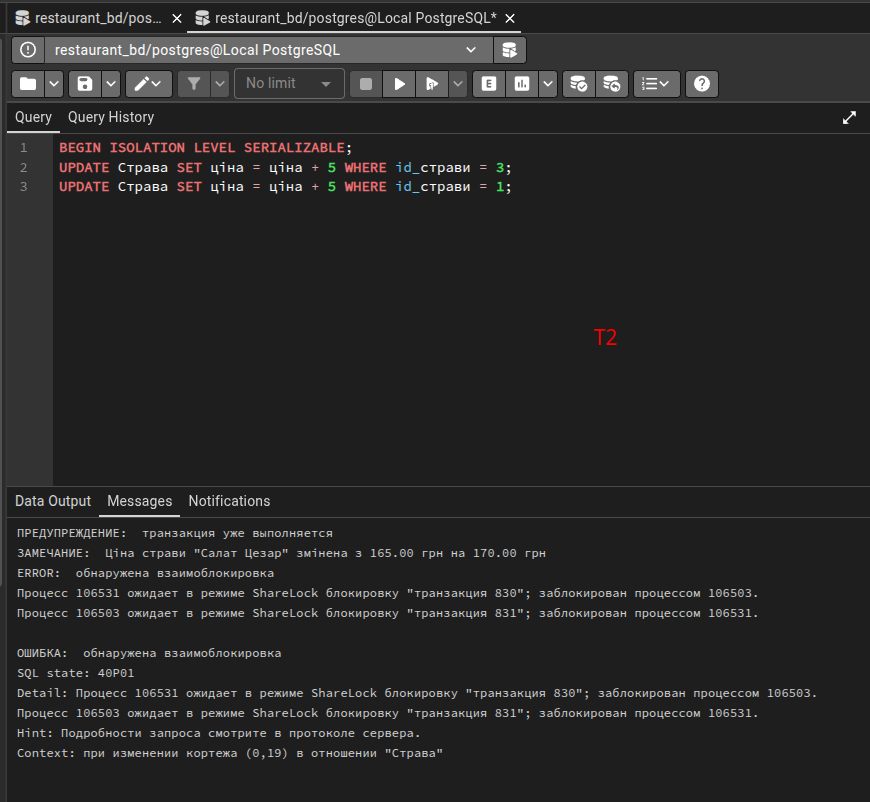 restaurant_bd/pos...
restaurant_bd/postgres@Local PostgreSQL*
restaurant_bd/postgres@Local PostgreSQL
No limit
E
Query
Query History
1 BEGIN ISOLATION LEVEL SERIALIZABLE;
2 UPDATE Страва SET ціна = ціна + 5 WHERE id_страви = 3;
3 UPDATE Страва SET ціна = ціна + 5 WHERE id_страви = 1;
T2
Data Output
Messages
Notifications
ПРЕДУПРЕЖДЕНИЕ:  транзакция уже выполняется
ЗАМЕЧАНИЕ:  Ціна страви "Салат Цезар" змінена з 165.00 грн на 170.00 грн
ERROR:  обнаружена взаимоблокировка
Процесс 106531 ожидает в режиме ShareLock блокировку "транзакция 830"; заблокирован процессом 106503.
Процесс 106503 ожидает в режиме ShareLock блокировку "транзакция 831"; заблокирован процессом 106531.
ОШИБКА:  обнаружена взаимоблокировка
SQL state: 40P01
Detail: Процесс 106531 ожидает в режиме ShareLock блокировку "транзакция 830"; заблокирован процессом 106503.
Процесс 106503 ожидает в режиме ShareLock блокировку "транзакция 831"; заблокирован процессом 106531.
Hint: Подробности запроса смотрите в протоколе сервера.
Context: при изменении кортежа (0,19) в отношении "Страва"